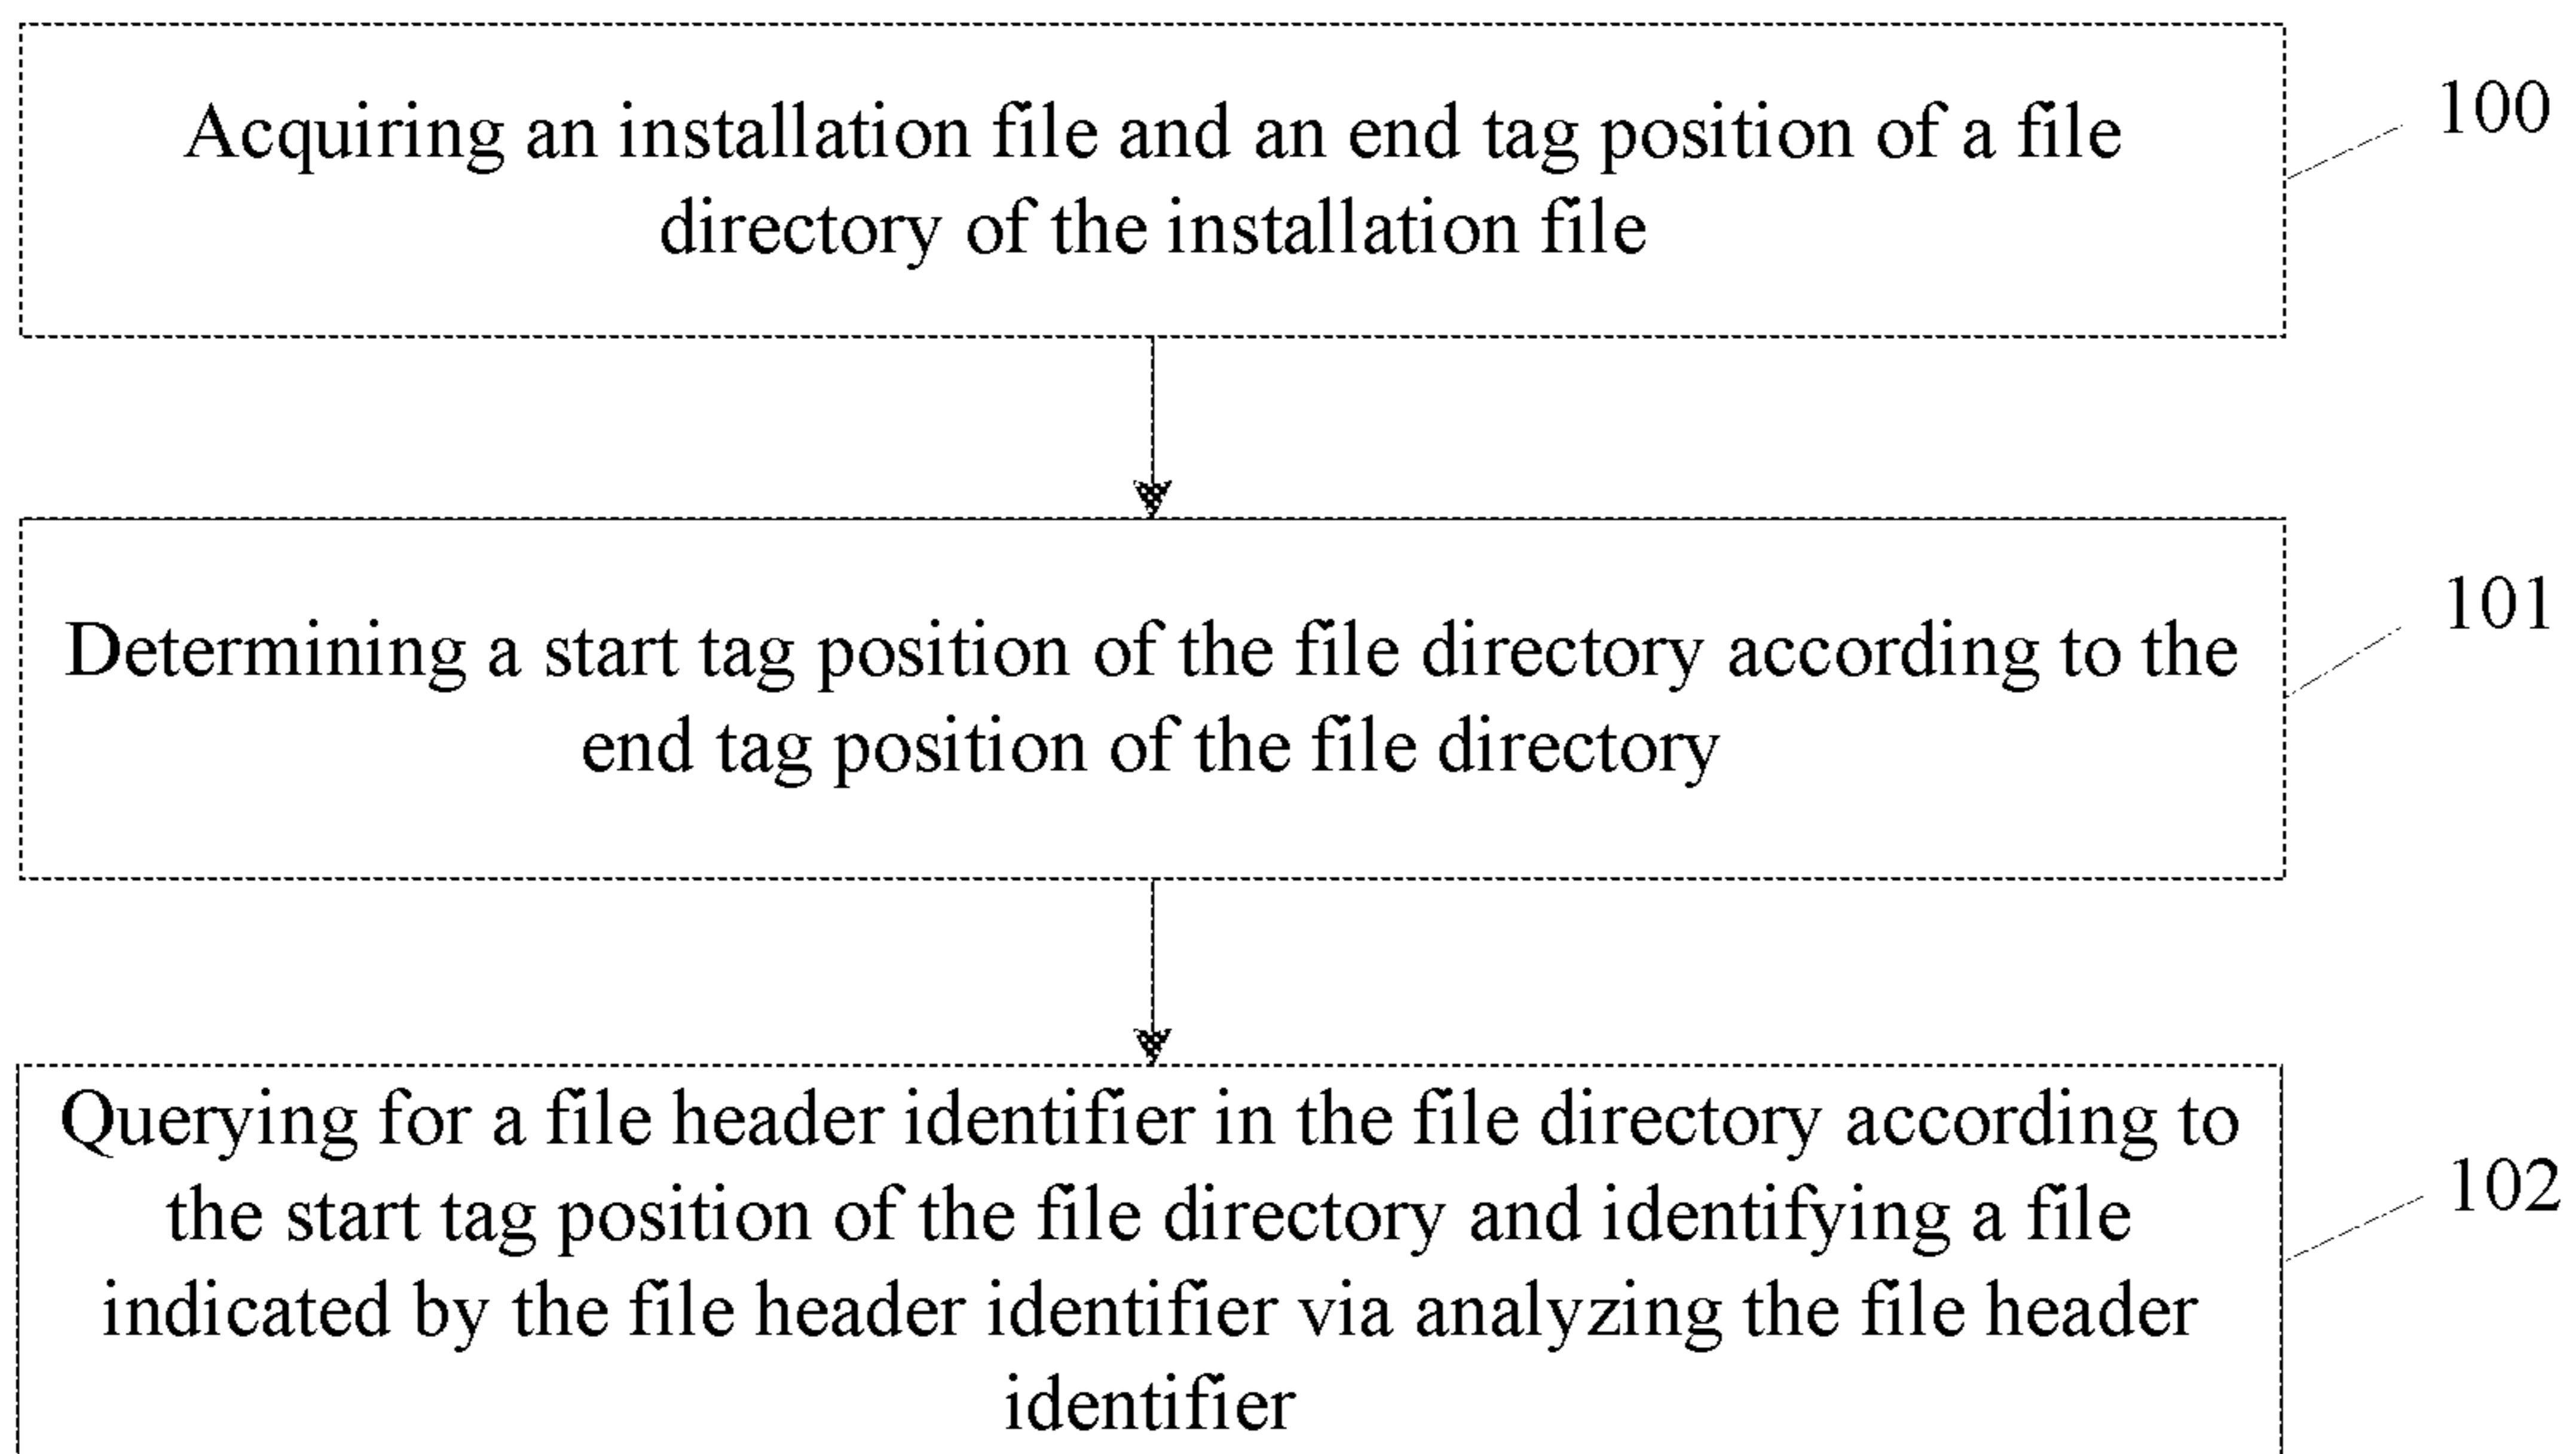 Acquiring an installation file and an end tag position of a file
directory of the installation file
100
Determining a start tag position of the file directory according to the
end tag position of the file directory
101
Querying for a file header identifier in the file directory according to
the start tag position of the file directory and identifying a file
indicated by the file header identifier via analyzing the file header
identifier
102